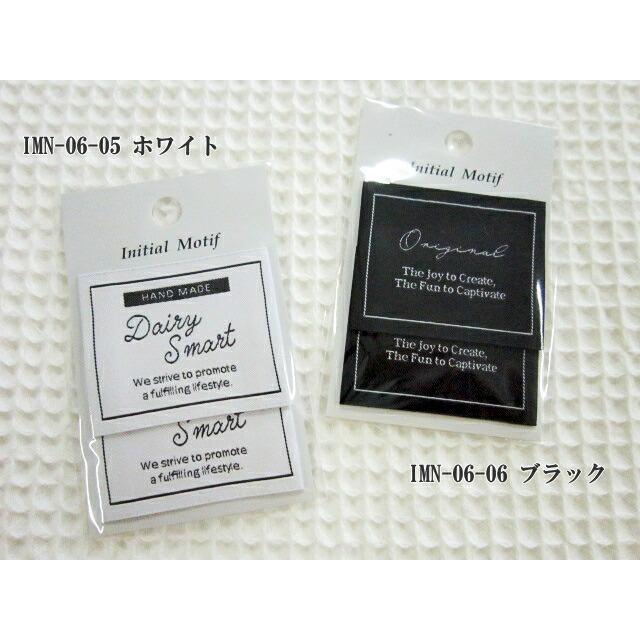 IMN-06-05 ホワイト
Initial Motif
HAND MADE
Dairy
Smart
We strive to promote
a fulfilling lifestyle.
Smart
We strive to promote
a fulfilling lifestyle.
Initial Motif
Original
The Joy to Create,
The Fun to Captivate
The Joy to Create,
The Fun to Captivate
IMN-06-06 ブラック